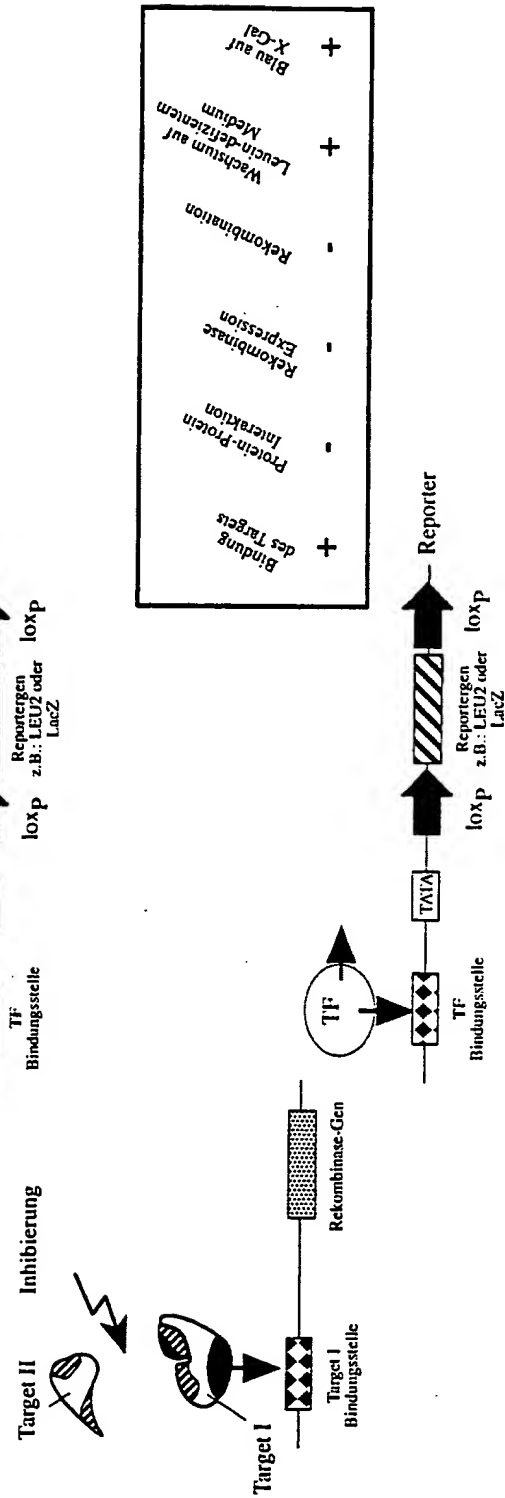 TF
Bindungsstelle
loxP
Reportergen
z.B.: LEU2 oder
LacZ
loxP
Target II
Inhibierung
Target I
Target I
Bindungsstelle
Rekombinase-Gen
TF
TF
Bindungsstelle
TATA
loxP
Reportergen
z.B.: LEU2 oder
LacZ
loxP
Reporter
Bindung
des Targets
Protein-Protein
Interaktion
Rekombinase
Expression
Rekombination
Wachstum auf
Leucin-defizientem
Medium
Blau auf
X-Gal
+ - - - + +